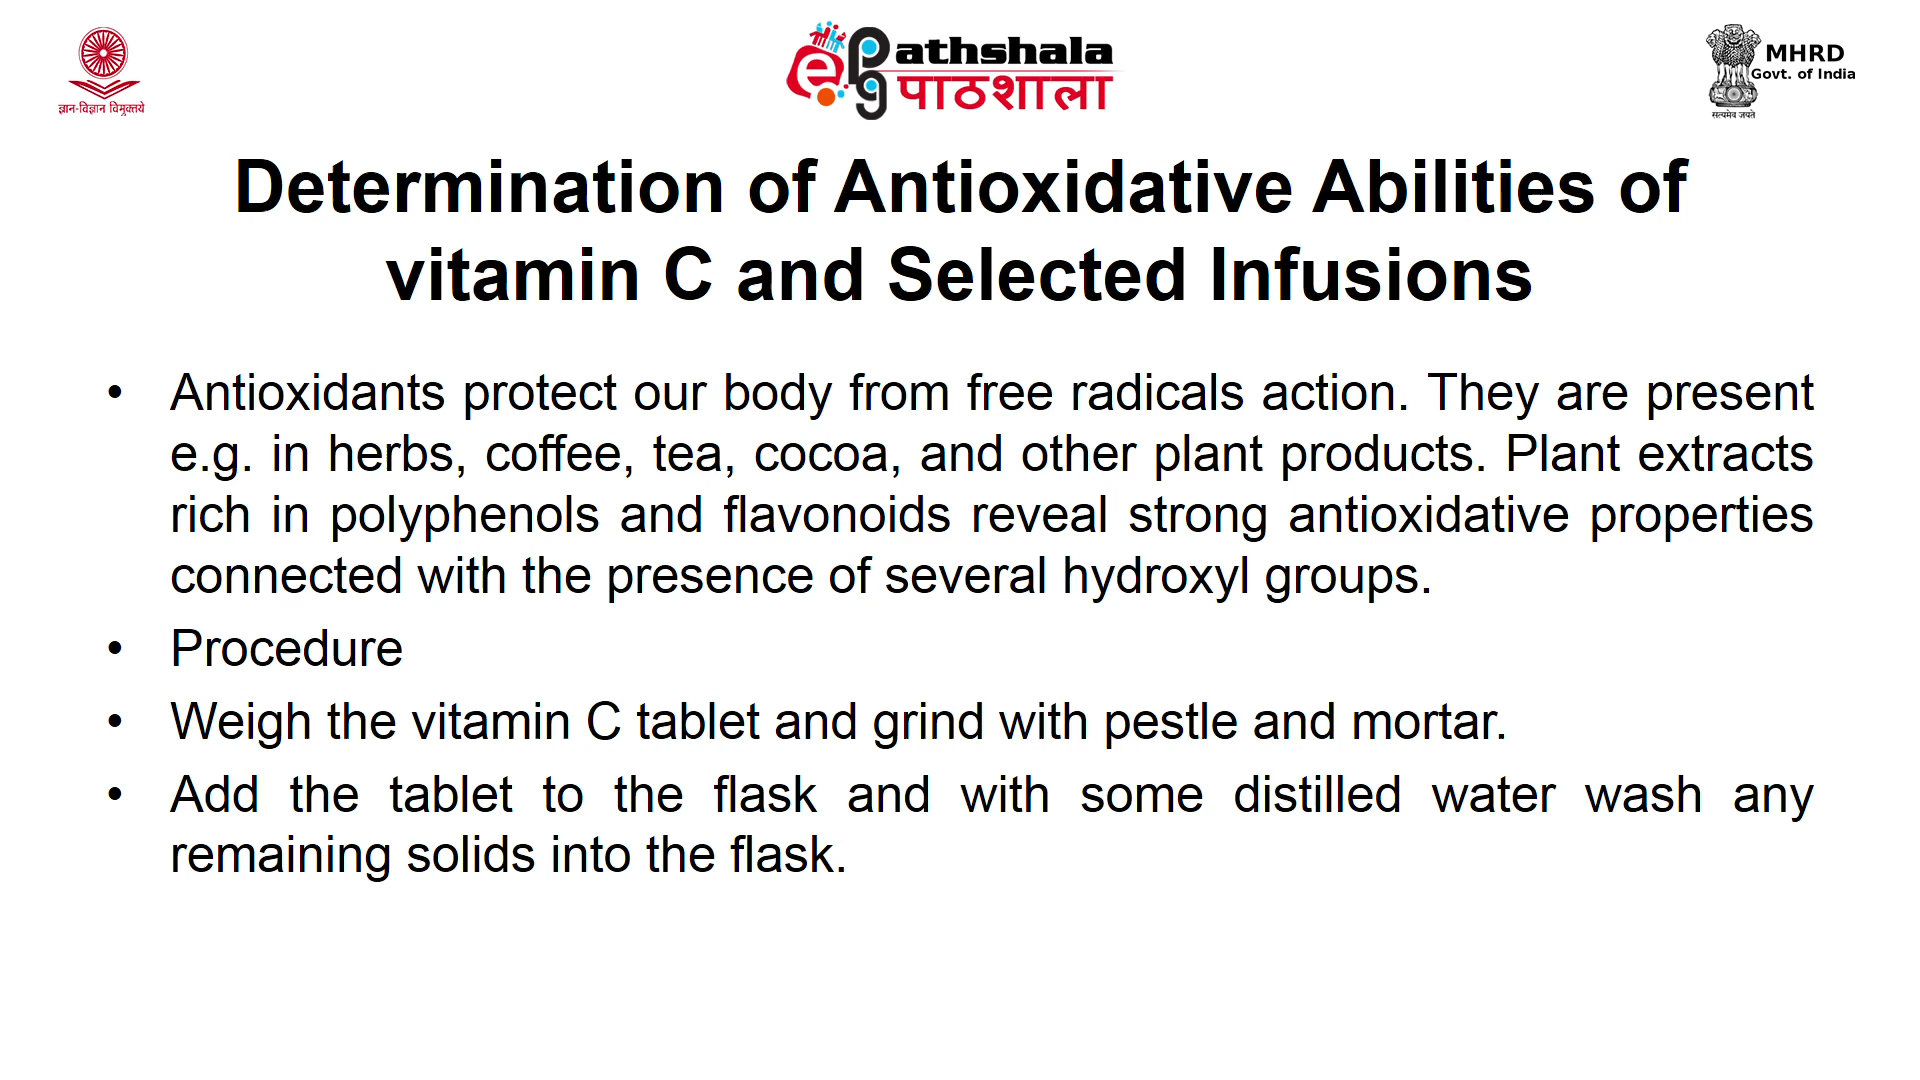 ज्ञान-विज्ञान विमुक्तये
e Pg athshala
पाठशाला
MHRD
Govt. of India
सत्यमेव जयते
Determination of Antioxidative Abilities of
vitamin C and Selected Infusions
• Antioxidants protect our body from free radicals action. They are present
e.g. in herbs, coffee, tea, cocoa, and other plant products. Plant extracts
rich in polyphenols and flavonoids reveal strong antioxidative properties
connected with the presence of several hydroxyl groups.
• Procedure
• Weigh the vitamin C tablet and grind with pestle and mortar.
• Add the tablet to the flask and with some distilled water wash any
remaining solids into the flask.